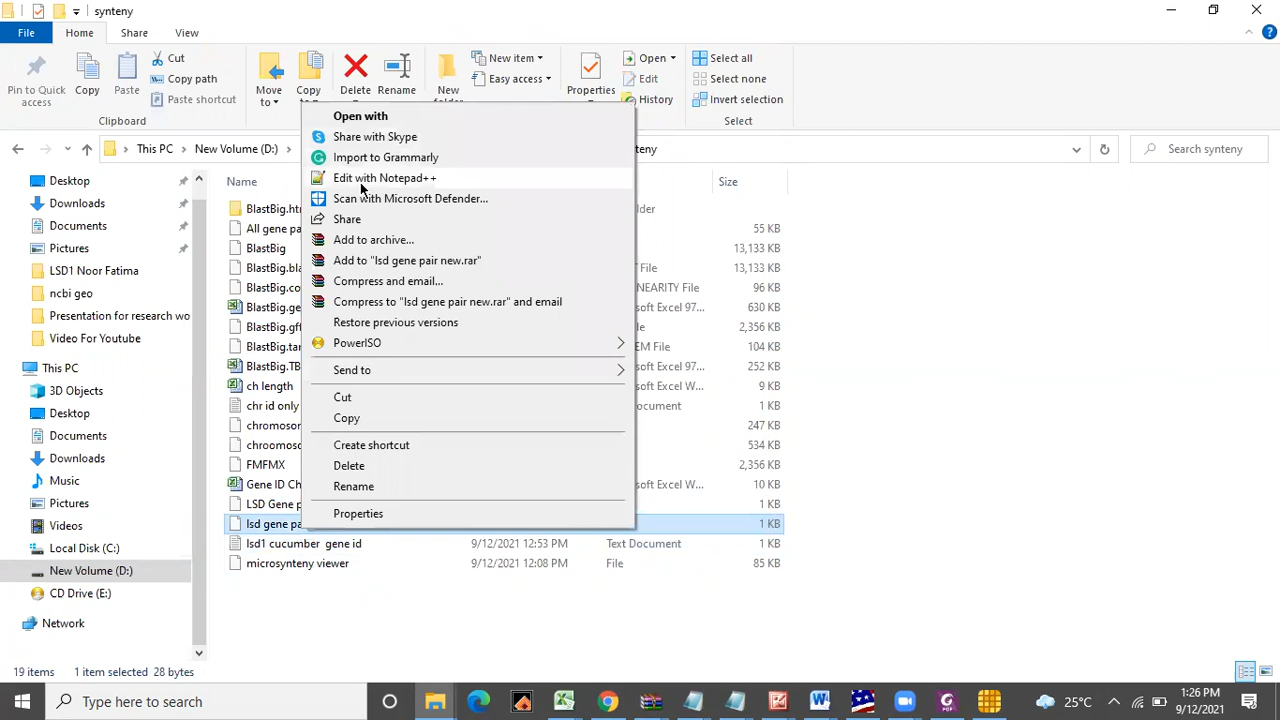 synteny
File Home Share View
Pin to Quick access
Copy
Paste
Cut
Copy path
Paste shortcut
Clipboard
Move to
Copy
Delete
Rename
New
New item
Easy access
Properties
Open
Edit
History
Select all
Select none
Invert selection
Select
This PC New Volume (D:)
Search synteny
Name Size
Desktop
Downloads
Documents
Pictures
LSD1 Noor Fatima
ncbi geo
Presentation for research wo
Video For Youtube
This PC
3D Objects
Desktop
Documents
Downloads
Music
Pictures
Videos
Local Disk (C:)
New Volume (D:)
CD Drive (E:)
Network
Open with
Share with Skype
Import to Grammarly
Edit with Notepad++
Scan with Microsoft Defender...
Share
Add to archive...
Add to "lsd gene pair new.rar"
Compress and email...
Compress to "lsd gene pair new.rar" and email
Restore previous versions
PowerISO
Send to
Cut
Copy
Create shortcut
Delete
Rename
Properties
BlastBig.ht
All gene pa 55 KB
BlastBig 13,133 KB
BlastBig.bla File 13,133 KB
BlastBig.co NEARITY File 96 KB
BlastBig.ge soft Excel 97... 630 KB
BlastBig.gff le 2,356 KB
BlastBig.tar EM File 104 KB
BlastBig.TB soft Excel 97... 252 KB
ch length soft Excel W... 9 KB
chr id only ocument 1 KB
chromosor 247 KB
chroomos 534 KB
FMFMX 2,356 KB
Gene ID Ch soft Excel W... 10 KB
LSD Gene p 1 KB
lsd gene pa 1 KB
lsd1 cucumber gene id 9/12/2021 12:53 PM Text Document 1 KB
microsynteny viewer 9/12/2021 12:08 PM File 85 KB
19 items 1 item selected 28 bytes
Type here to search
25°C
1:26 PM
9/12/2021